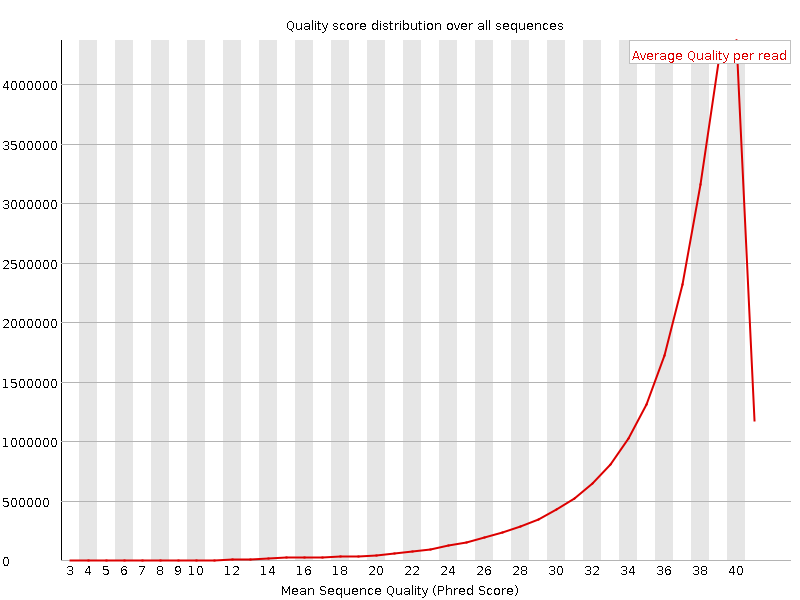 Quality score distribution over all sequences
Average Quality per read
4000000
3500000
3000000
2500000
2000000
1500000
1000000
500000
0
3 4 5 6 7 8 9 10 12 14 16 18 20 22 24 26 28 30 32 34 36 38 40
Mean Sequence Quality (Phred Score)